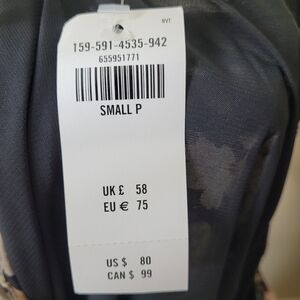 NVT
159-591-4535-942
655951771
SMALL P
UK £ 58
EU € 75
US $ 80
CAN $ 99